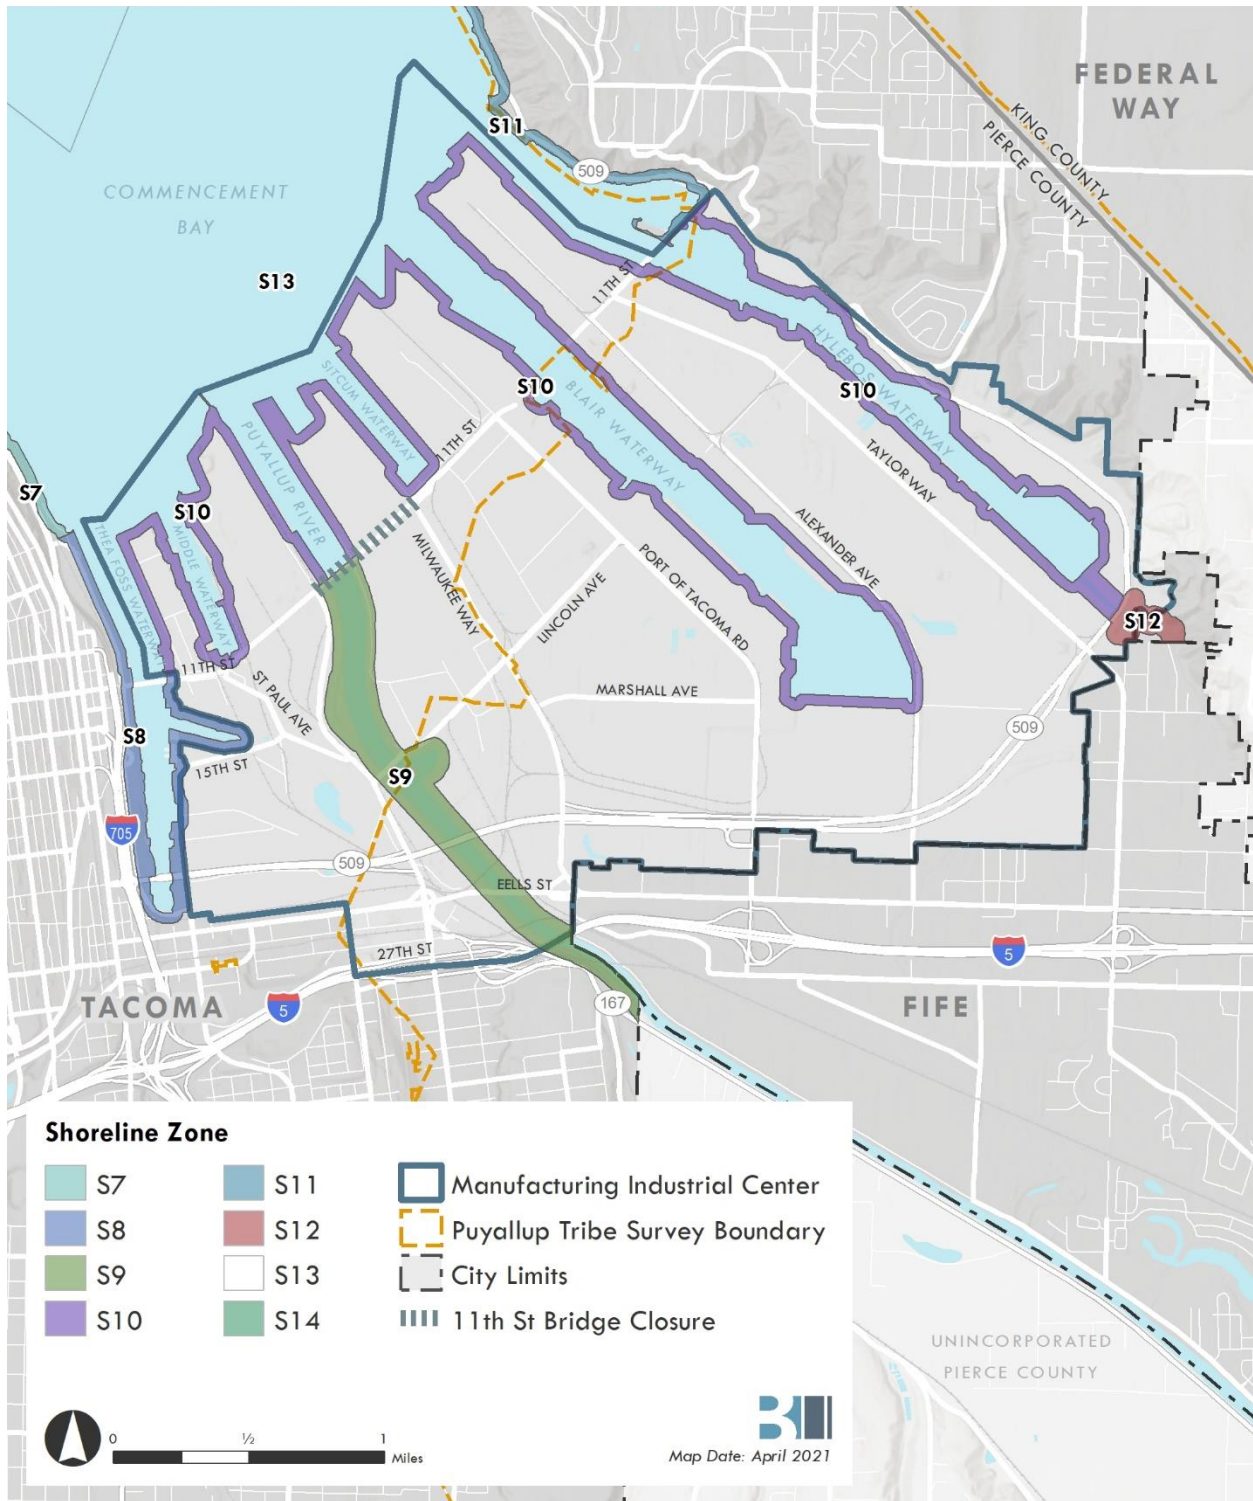 FEDERAL
WAY
KING COUNTY
PIERCE COUNTY
S11
509
COMMENCEMENT
BAY
S13
11TH ST
SITCUM WATERWAY
HYLEBOS WATERWAY
S10
BLAIR WATERWAY
S10
PUYALLUP RIVER
11TH ST
TAYLOR WAY
S7
S10
THEA FOSS WATERWAY
MIDDLE WATERWAY
ALEXANDER AVE
MILWAUKEE WAY
PORT OF TACOMA RD
LINCOLN AVE
S12
11TH ST
ST PAUL AVE
MARSHALL AVE
S8
509
15TH ST
S9
705
509
EELLS ST
27TH ST
5
TACOMA
5
167
FIFE
Shoreline Zone
S7
S8
S9
S10
S11
S12
S13
S14
Manufacturing Industrial Center
Puyallup Tribe Survey Boundary
City Limits
11th St Bridge Closure
UNINCORPORATED
PIERCE COUNTY
0 ½ 1
Miles
Map Date: April 2021